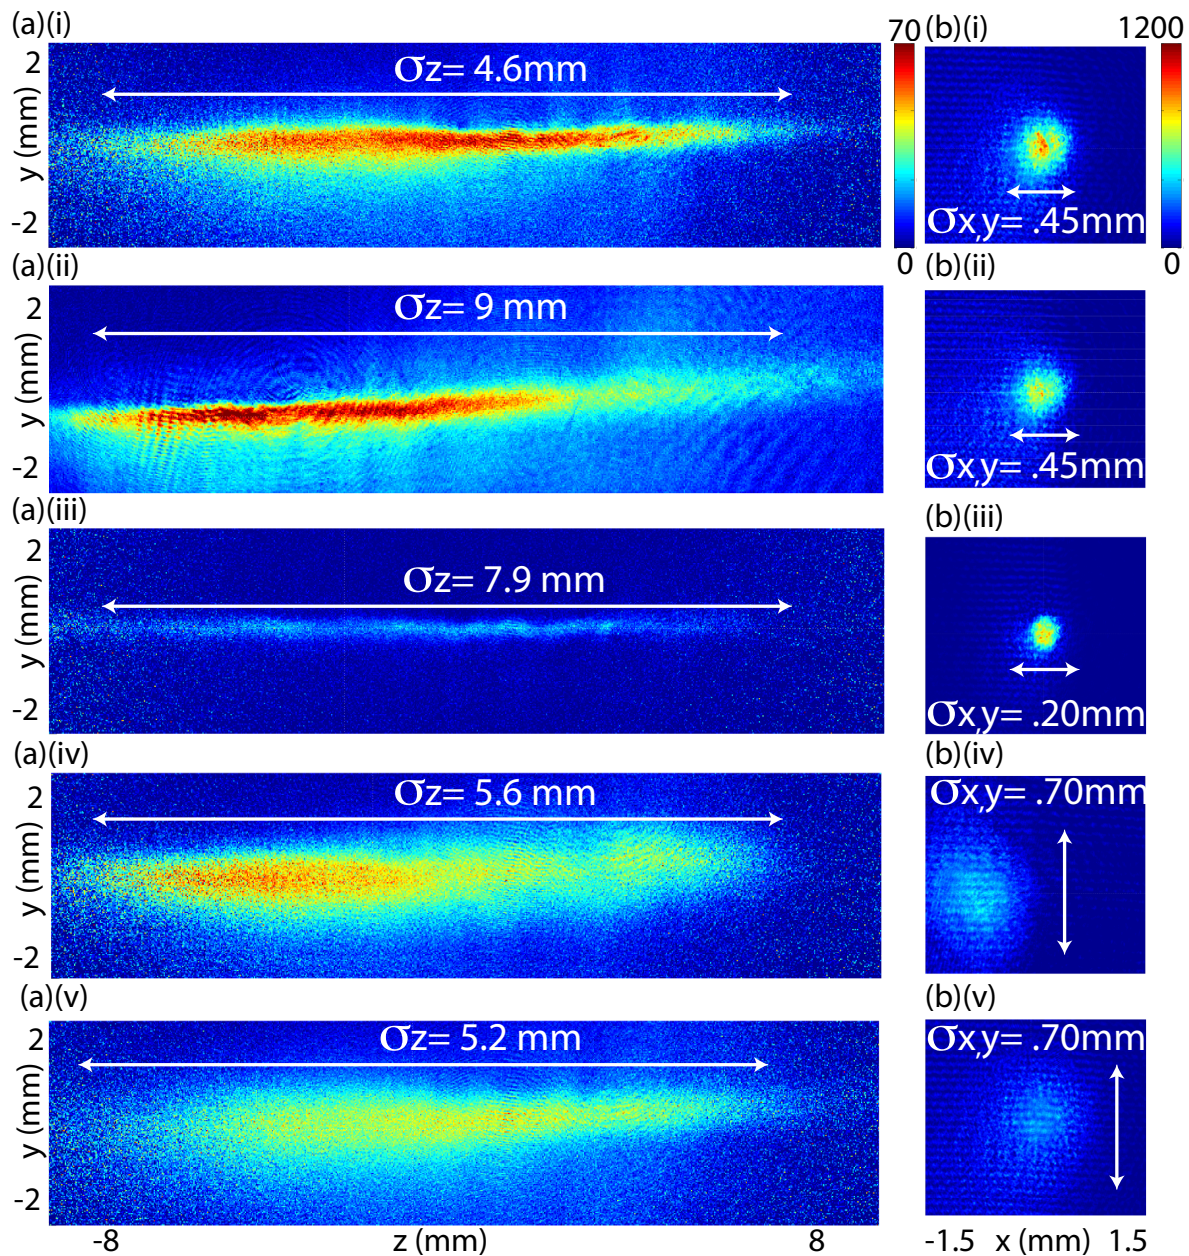 (a)(i)
70
(b)(i)
1200
2
σz= 4.6mm
y (mm)
-2
σx,y= .45mm
0
0
(a)(ii)
(b)(ii)
2
σz= 9 mm
y (mm)
-2
σx,y= .45mm
(a)(iii)
(b)(iii)
2
σz= 7.9 mm
y (mm)
-2
σx,y= .20mm
(a)(iv)
(b)(iv)
2
σz= 5.6 mm
σx,y= .70mm
y (mm)
-2
(a)(v)
(b)(v)
2
σz= 5.2 mm
σx,y= .70mm
y (mm)
-2
-8 z (mm) 8
-1.5 x (mm) 1.5